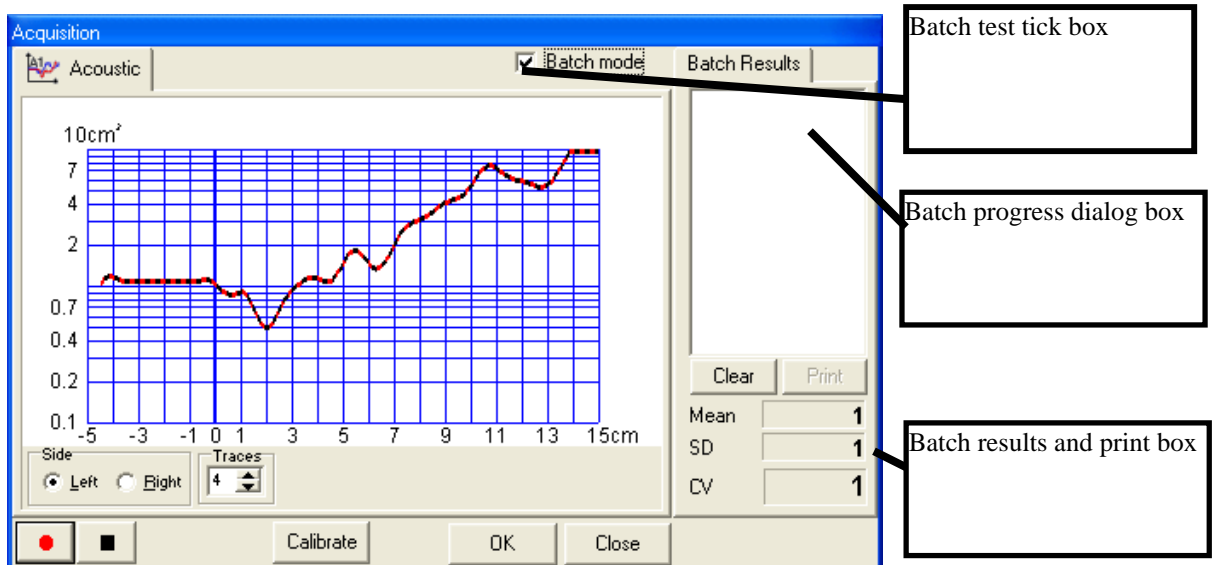 Acquisition
Acoustic
Batch mode
Batch Results
10cm²
7
4
2
0.7
0.4
0.2
0.1
-5 -3 -1 0 1 3 5 7 9 11 13 15cm
Side
Left Right
Traces
4
Clear Print
Mean 1
SD 1
CV 1
Calibrate OK Close
Batch test tick box
Batch progress dialog box
Batch results and print box